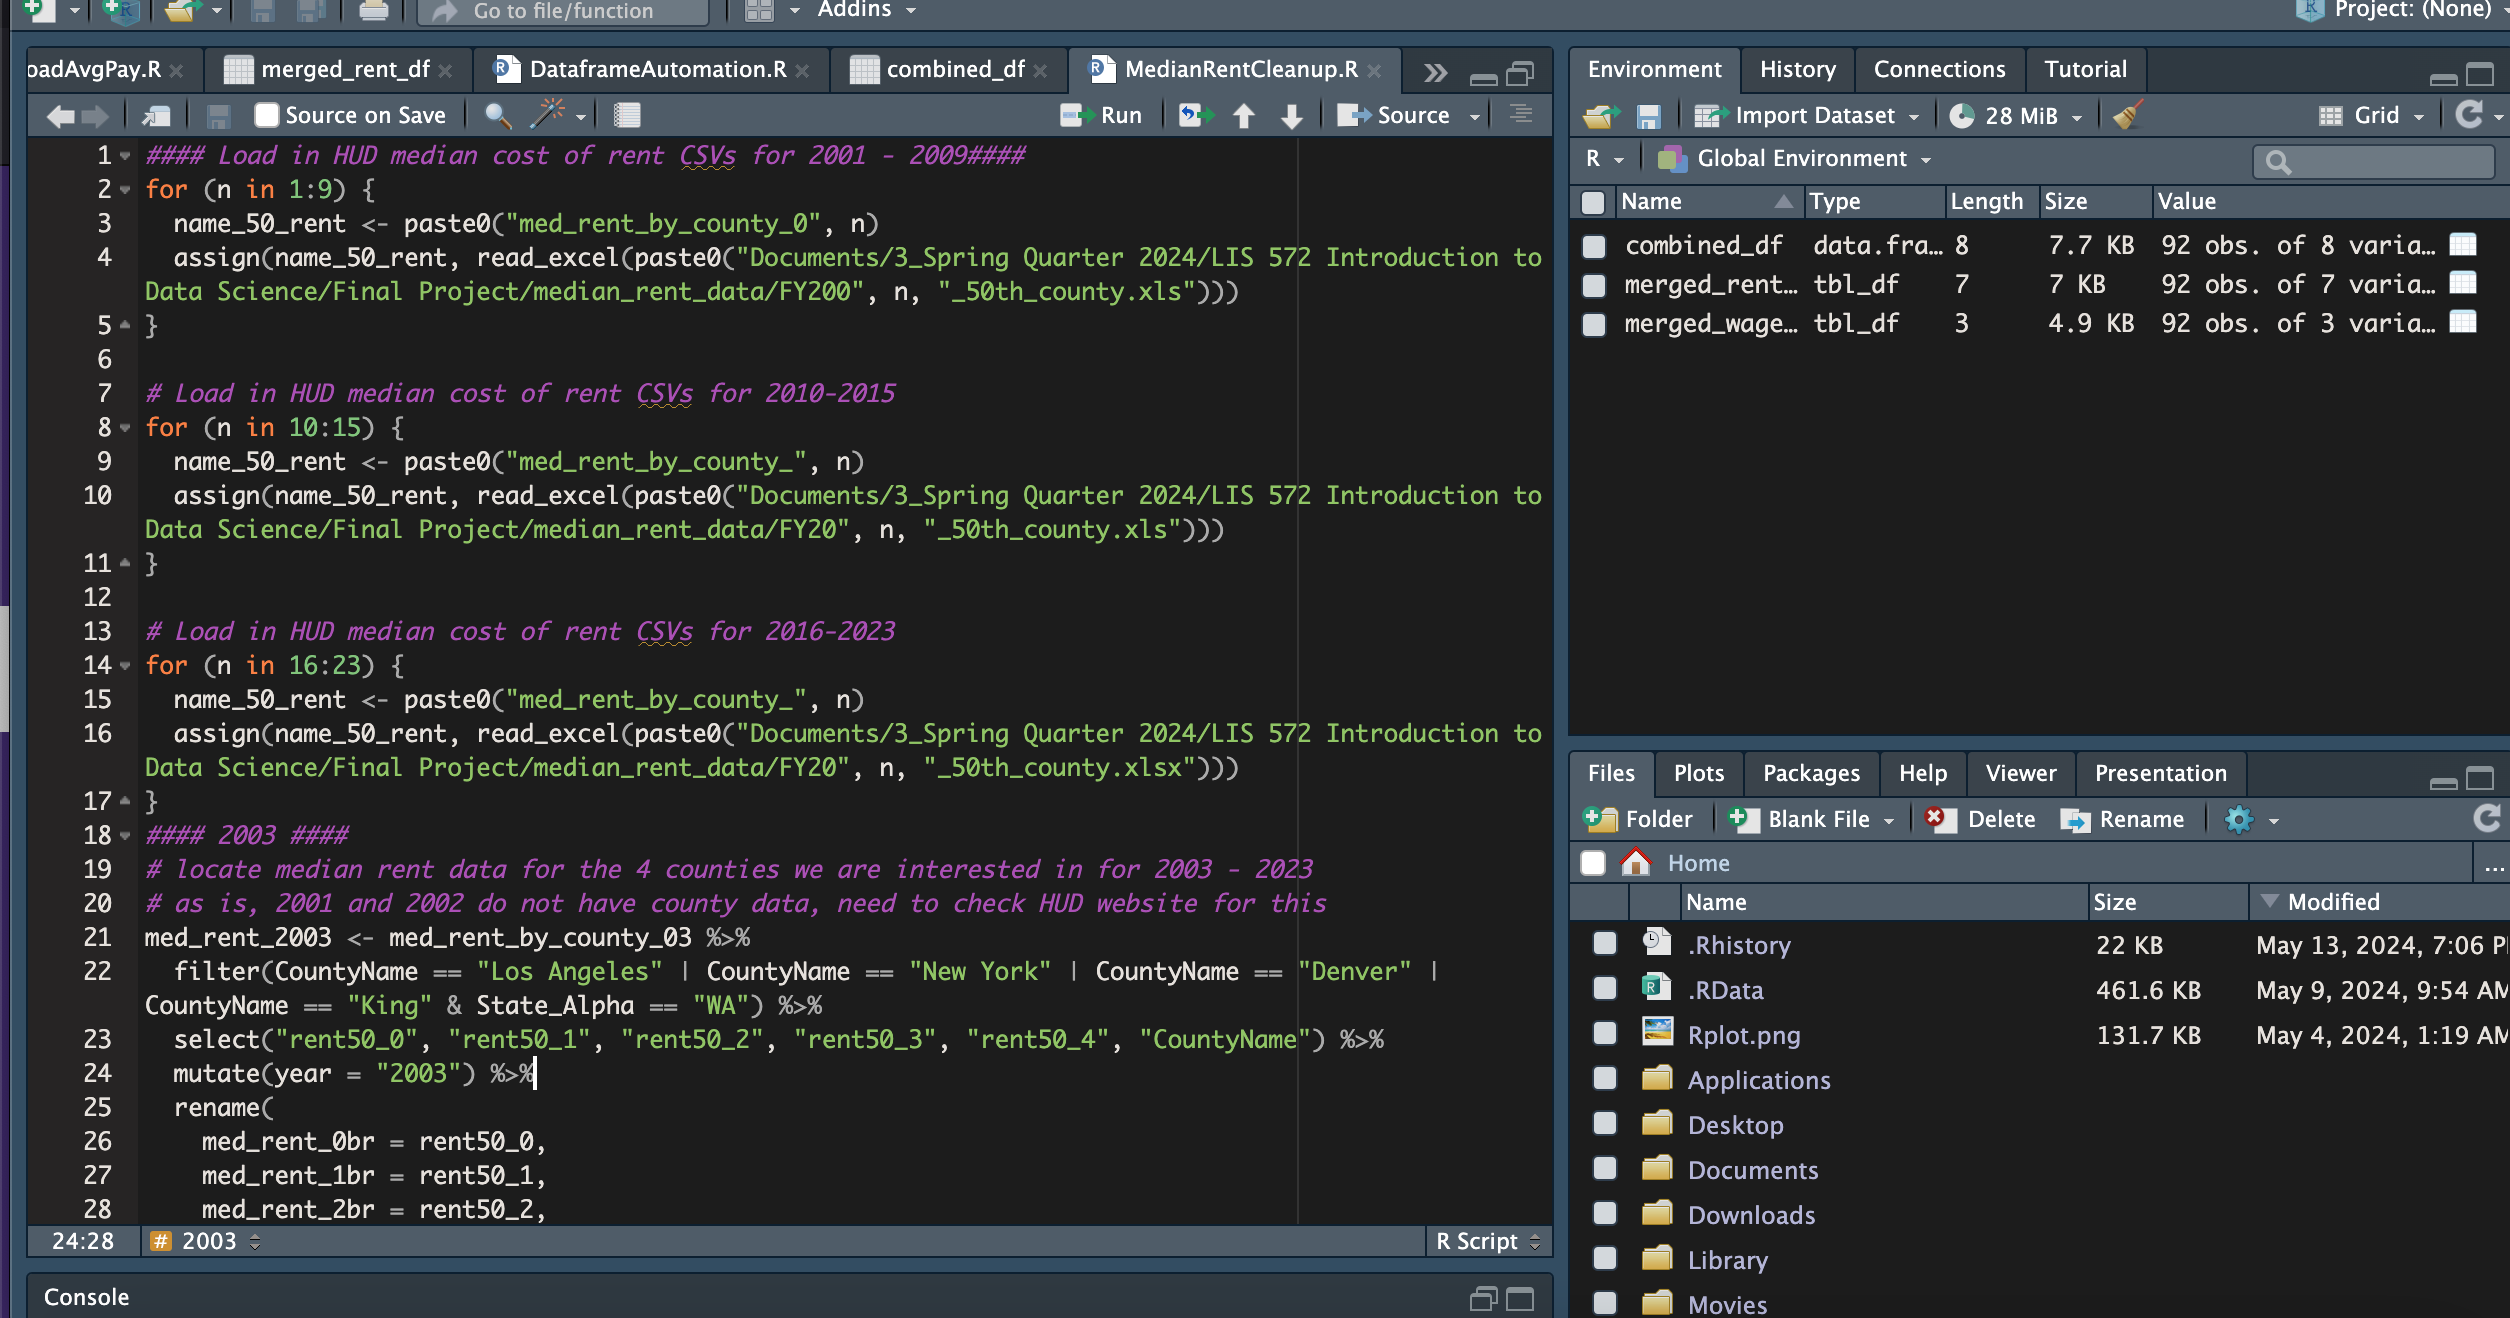 Go to file/function
Addins
Project: (None)
oadAvgPay.R
merged_rent_df
DataframeAutomation.R
combined_df
MedianRentCleanup.R
Source on Save
Run
Source
1 #### Load in HUD median cost of rent CSVs for 2001 - 2009####
2 for (n in 1:9) {
3 name_50_rent <- paste0("med_rent_by_county_0", n)
4 assign(name_50_rent, read_excel(paste0("Documents/3_Spring Quarter 2024/LIS 572 Introduction to
Data Science/Final Project/median_rent_data/FY200", n, "_50th_county.xls")))
5 }
6
7 # Load in HUD median cost of rent CSVs for 2010-2015
8 for (n in 10:15) {
9 name_50_rent <- paste0("med_rent_by_county_", n)
10 assign(name_50_rent, read_excel(paste0("Documents/3_Spring Quarter 2024/LIS 572 Introduction to
Data Science/Final Project/median_rent_data/FY20", n, "_50th_county.xls")))
11 }
12
13 # Load in HUD median cost of rent CSVs for 2016-2023
14 for (n in 16:23) {
15 name_50_rent <- paste0("med_rent_by_county_", n)
16 assign(name_50_rent, read_excel(paste0("Documents/3_Spring Quarter 2024/LIS 572 Introduction to
Data Science/Final Project/median_rent_data/FY20", n, "_50th_county.xlsx")))
17 }
18 #### 2003 ####
19 # locate median rent data for the 4 counties we are interested in for 2003 - 2023
20 # as is, 2001 and 2002 do not have county data, need to check HUD website for this
21 med_rent_2003 <- med_rent_by_county_03 %>%
22 filter(CountyName == "Los Angeles" | CountyName == "New York" | CountyName == "Denver" |
CountyName == "King" & State_Alpha == "WA") %>%
23 select("rent50_0", "rent50_1", "rent50_2", "rent50_3", "rent50_4", "CountyName") %>%
24 mutate(year = "2003") %>%
25 rename(
26 med_rent_0br = rent50_0,
27 med_rent_1br = rent50_1,
28 med_rent_2br = rent50_2,
24:28 # 2003 R Script
Console
Environment History Connections Tutorial
Import Dataset 28 MiB Grid
R Global Environment
Name Type Length Size Value
combined_df data.fra… 8 7.7 KB 92 obs. of 8 varia…
merged_rent… tbl_df 7 7 KB 92 obs. of 7 varia…
merged_wage… tbl_df 3 4.9 KB 92 obs. of 3 varia…
Files Plots Packages Help Viewer Presentation
Folder Blank File Delete Rename
Home ...
Name Size Modified
.Rhistory 22 KB May 13, 2024, 7:06 P
.RData 461.6 KB May 9, 2024, 9:54 AM
Rplot.png 131.7 KB May 4, 2024, 1:19 AM
Applications
Desktop
Documents
Downloads
Library
Movies